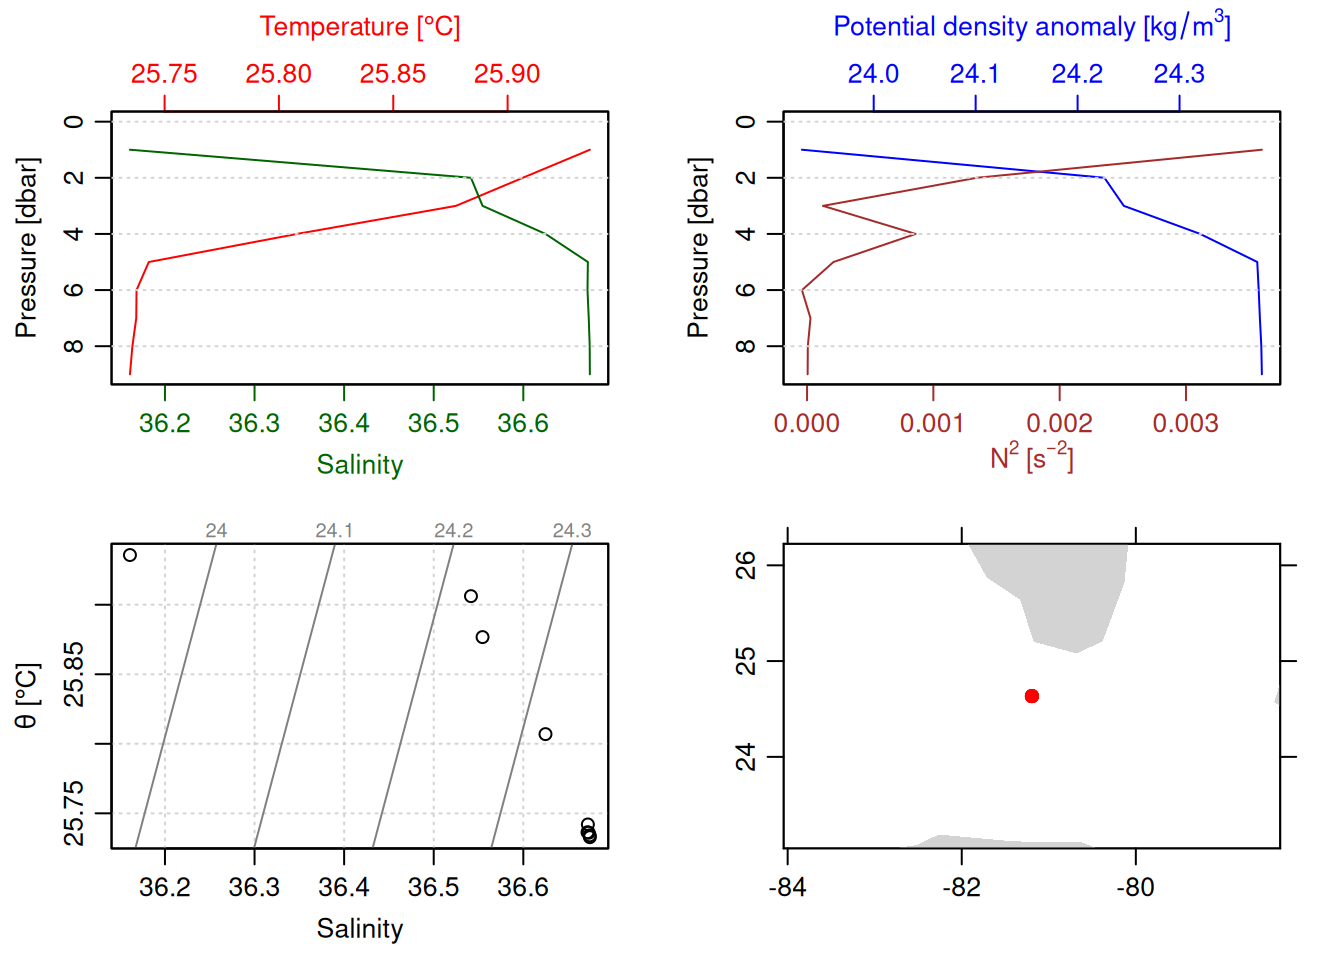 Temperature [°C]
25.75 25.80 25.85 25.90
0
2
4
6
8
Pressure [dbar]
36.2 36.3 36.4 36.5 36.6
Salinity
Potential density anomaly [kg/m³]
24.0 24.1 24.2 24.3
0
2
4
6
8
Pressure [dbar]
0.000 0.001 0.002 0.003
N² [s⁻²]
24 24.1 24.2 24.3
25.85
25.75
θ [°C]
36.2 36.3 36.4 36.5 36.6
Salinity
26
25
24
-84 -82 -80